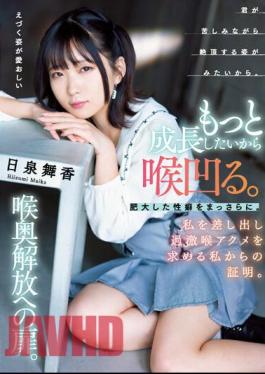 君が
苦しみながら
絶頂する姿が
みたいから。
えづく姿が愛おしい
もっと
成長したいから
喉凹る。
日泉舞香
Hiizumi Maika
肥大した性癖をまっさらに。
私を差し出し
過激喉アクメを
求める私からの
証明。
喉奥解放への扉。
JAVHD